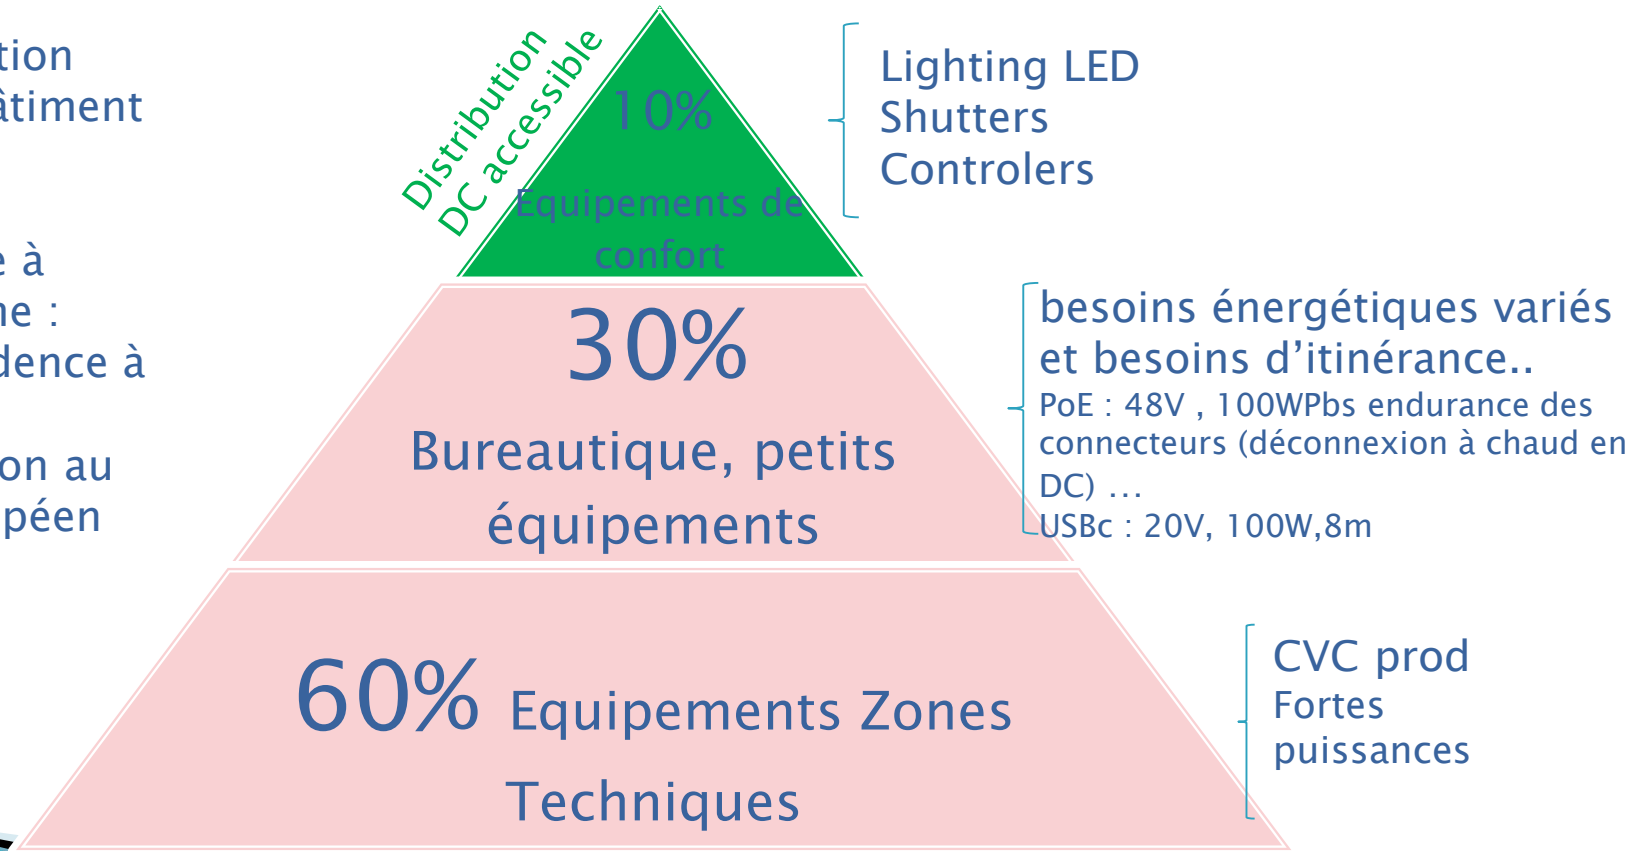 tion
âtiment
e à
ne :
dence à
on au
péen
Distribution
DC accessible
10%
Equipements de
confort
Lighting LED
Shutters
Controlers
30%
Bureautique, petits
équipements
besoins énergétiques variés
et besoins d’itinérance..
PoE : 48V , 100WPbs endurance des
connecteurs (déconnexion à chaud en
DC) …
USBc : 20V, 100W,8m
60% Equipements Zones
Techniques
CVC prod
Fortes
puissances